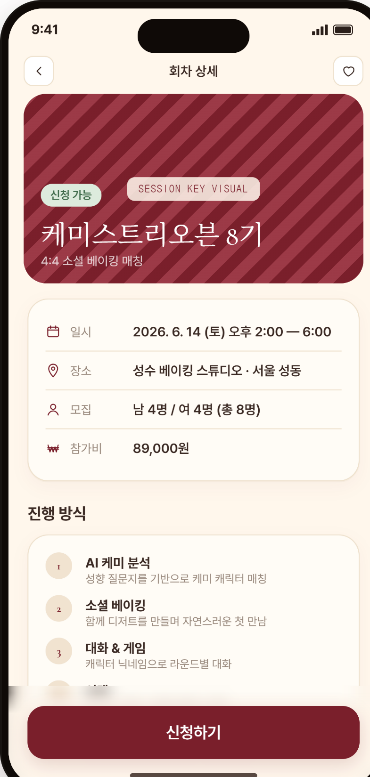 9:41
회차 상세
신청 가능
SESSION KEY VISUAL
케미스트리오븐 8기
4:4 소셜 베이킹 매칭
일시 2026. 6. 14 (토) 오후 2:00 — 6:00
장소 성수 베이킹 스튜디오 · 서울 성동
모집 남 4명 / 여 4명 (총 8명)
참가비 89,000원
진행 방식
1 AI 케미 분석
성향 질문지를 기반으로 케미 캐릭터 매칭
2 소셜 베이킹
함께 디저트를 만들며 자연스러운 첫 만남
3 대화 & 게임
캐릭터 닉네임으로 라운드별 대화
신청하기